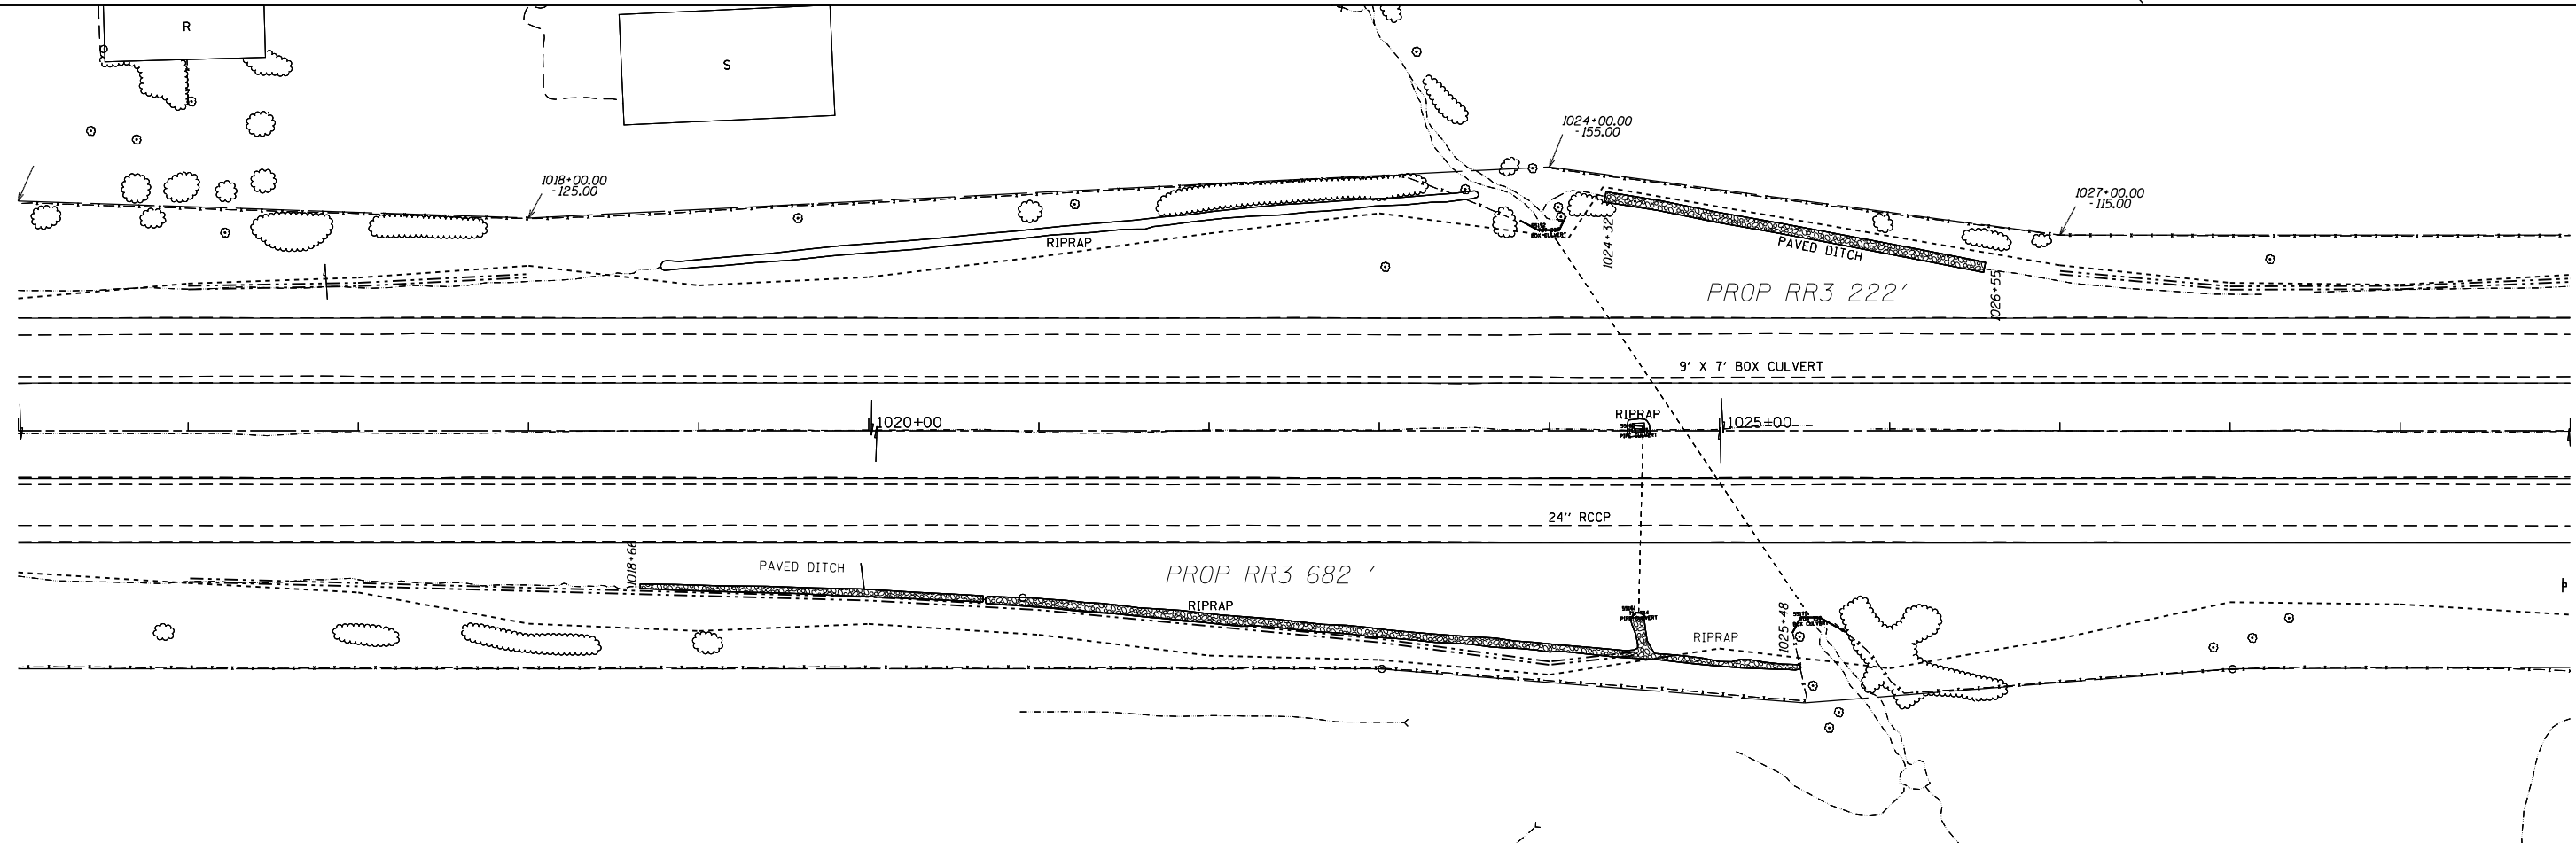 R
S
1024+00.00
-155.00
1018+00.00
-125.00
1027+00.00
-115.00
RIPRAP
1024+32
PAVED DITCH
1026+55
PROP RR3 222'
9' X 7' BOX CULVERT
RIPRAP
1020+00
1025+00
24'' RCCP
1018+66
PAVED DITCH
PROP RR3 682 '
RIPRAP
1025+48
RIPRAP